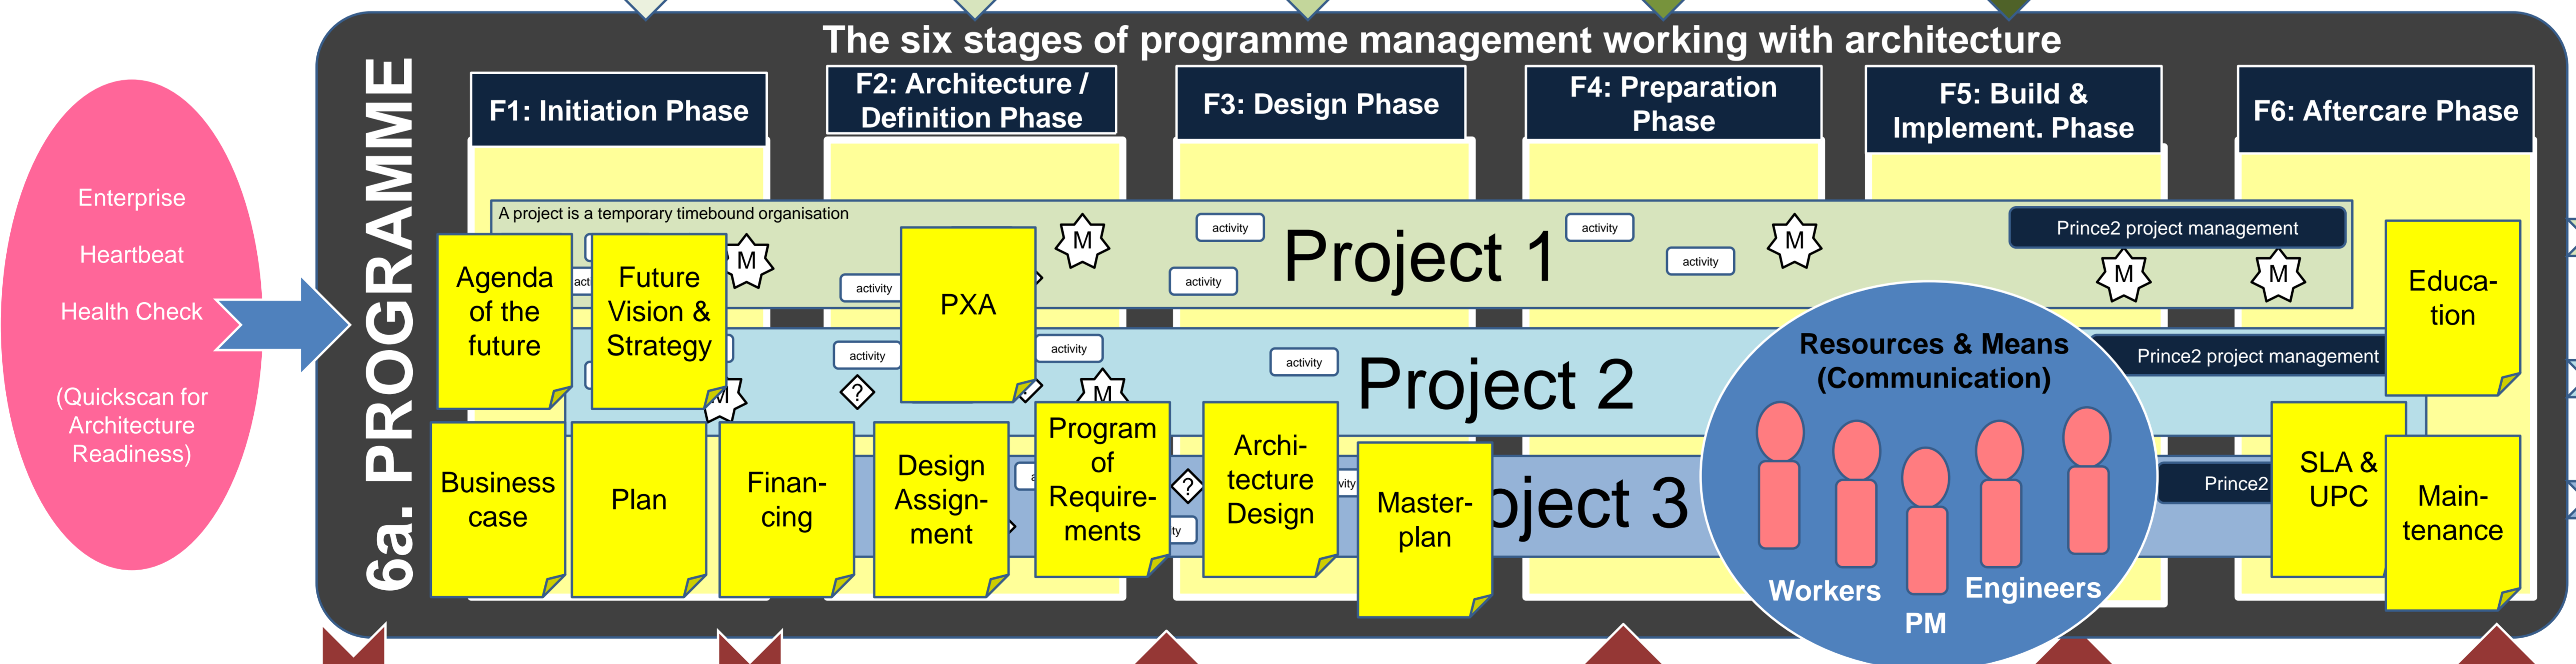 The six stages of programme management working with architecture
6a. PROGRAMME
Enterprise
Heartbeat
Health Check
(Quickscan for
Architecture
Readiness)
F1: Initiation Phase
F2: Architecture /
Definition Phase
F3: Design Phase
F4: Preparation
Phase
F5: Build &
Implement. Phase
F6: Aftercare Phase
A project is a temporary timebound organisation
Project 1
activity
activity
activity
activity
activity
M
M
M
M
M
Prince2 project management
Agenda
of the
future
Future
Vision &
Strategy
PXA
Educa-
tion
Project 2
activity
activity
activity
?
M
M
Prince2 project management
Resources & Means
(Communication)
Workers
PM
Engineers
Business
case
Plan
Finan-
cing
Design
Assign-
ment
Program
of
Require-
ments
?
Archi-
tecture
Design
Master-
plan
oject 3
Prince2
SLA &
UPC
Main-
tenance